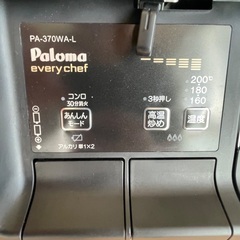 PA-370WA-L
Paloma
every chef
200
180
160
コンロ
30分消火
3秒押し
あんしん
モード
高温
炒め
温度
アルカリ 単1×2